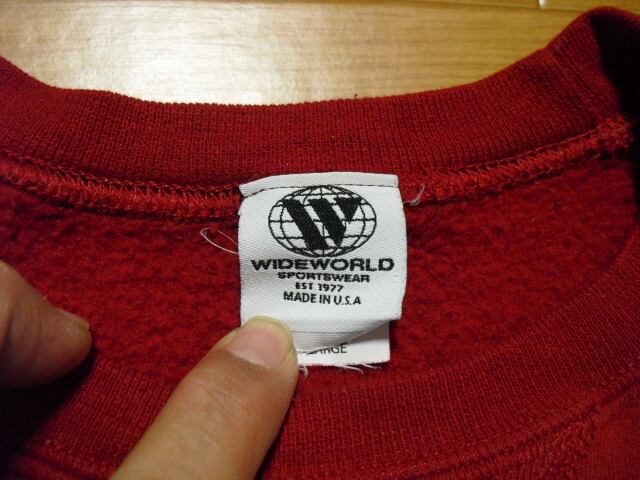 W
WIDEWORLD
SPORTSWEAR
EST 1977
MADE IN U.S.A